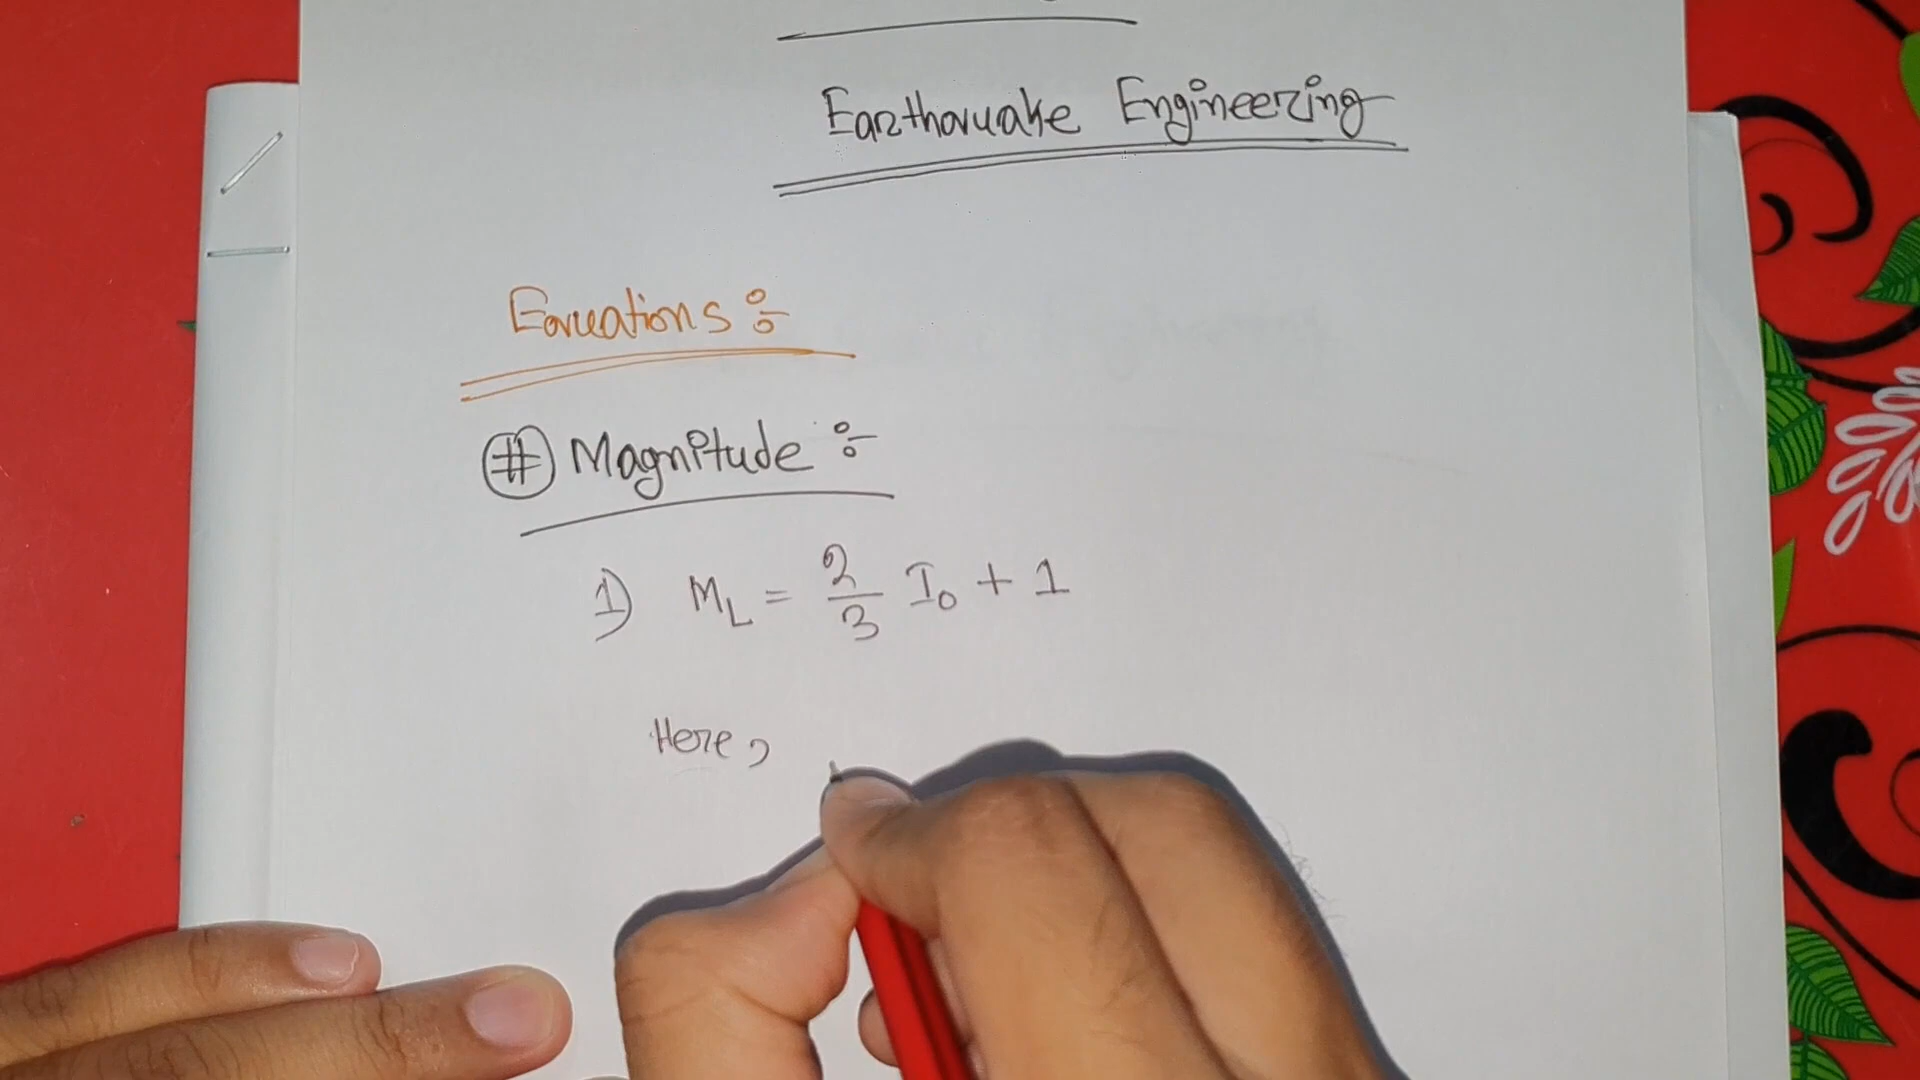 Earthquake Engineering
Equations ÷
# Magnitude ÷
1) M_L = 2/3 I_0 + 1
Here,